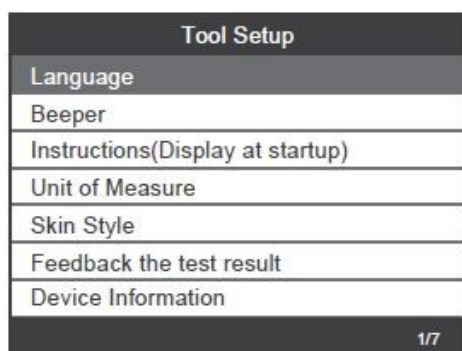 Tool Setup
Language
Beeper
Instructions(Display at startup)
Unit of Measure
Skin Style
Feedback the test result
Device Information
1/7